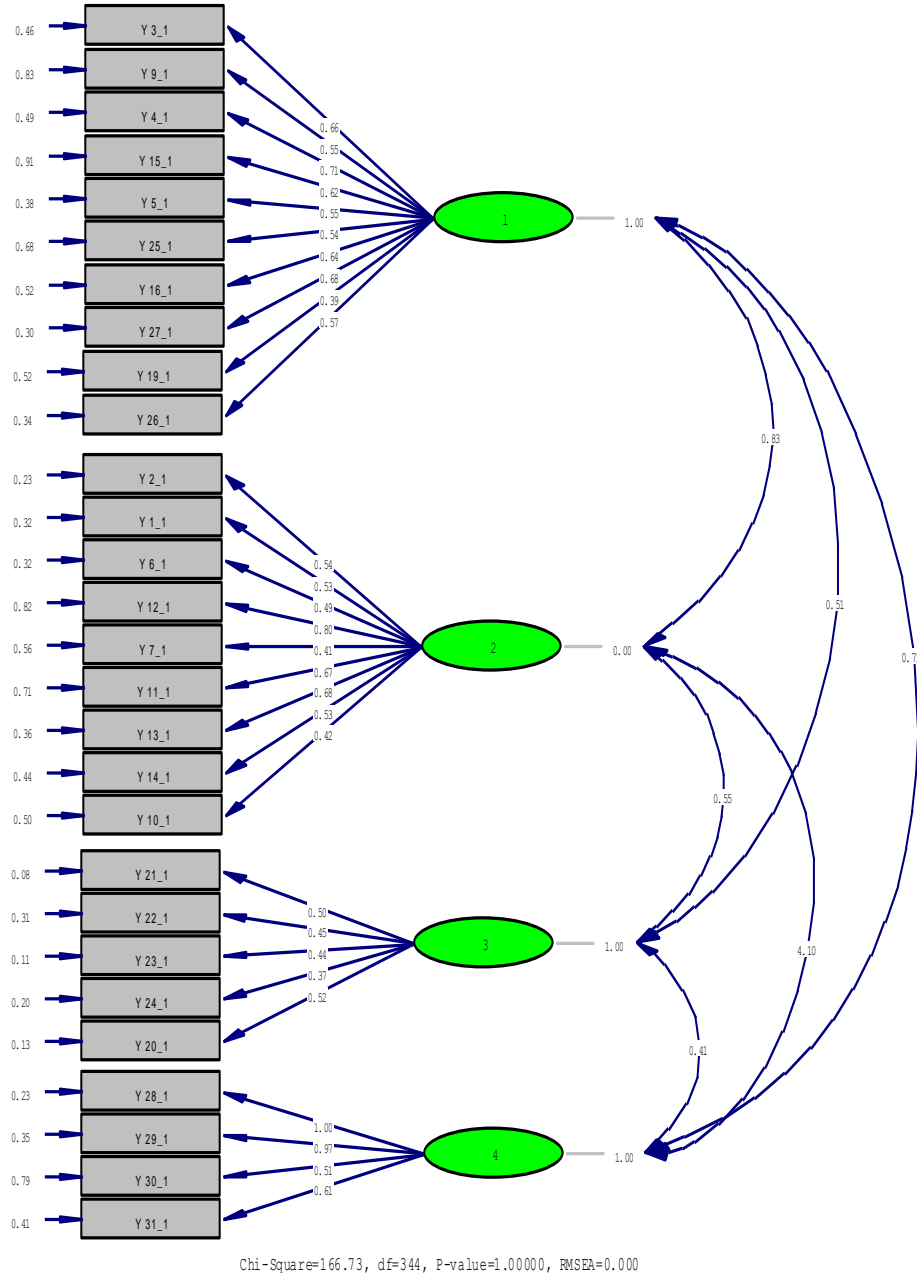 0.46 Y 3_1
0.83 Y 9_1
0.49 Y 4_1
0.91 Y 15_1
0.38 Y 5_1
0.68 Y 25_1
0.52 Y 16_1
0.30 Y 27_1
0.52 Y 19_1
0.34 Y 26_1
0.66
0.55
0.71
0.62
0.55
0.54
0.64
0.68
0.39
0.57
1
1.00
0.83
0.51
0.23 Y 2_1
0.32 Y 1_1
0.32 Y 6_1
0.82 Y 12_1
0.56 Y 7_1
0.71 Y 11_1
0.36 Y 13_1
0.44 Y 14_1
0.50 Y 10_1
0.54
0.53
0.49
0.80
0.41
0.67
0.68
0.53
0.42
2
0.00
0.55
4.10
0.08 Y 21_1
0.31 Y 22_1
0.11 Y 23_1
0.20 Y 24_1
0.13 Y 20_1
0.50
0.45
0.44
0.37
0.52
3
1.00
0.41
0.23 Y 28_1
0.35 Y 29_1
0.79 Y 30_1
0.41 Y 31_1
1.00
0.97
0.51
0.61
4
1.00
Chi-Square=166.73, df=344, P-value=1.00000, RMSEA=0.000